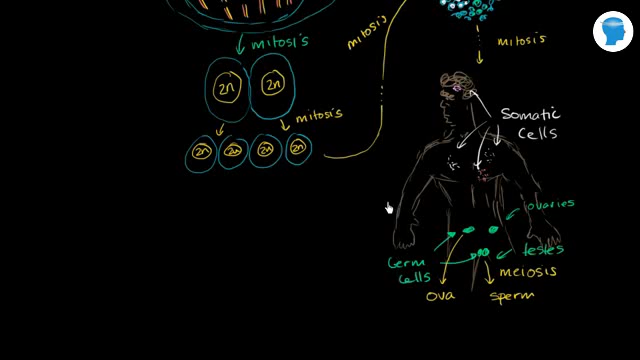 mitosis
2n
2n
mitosis
2n
2n
2n
2n
mitosis
mitosis
Somatic
Cells
ovaries
testes
Germ
cells
meiosis
ova
sperm